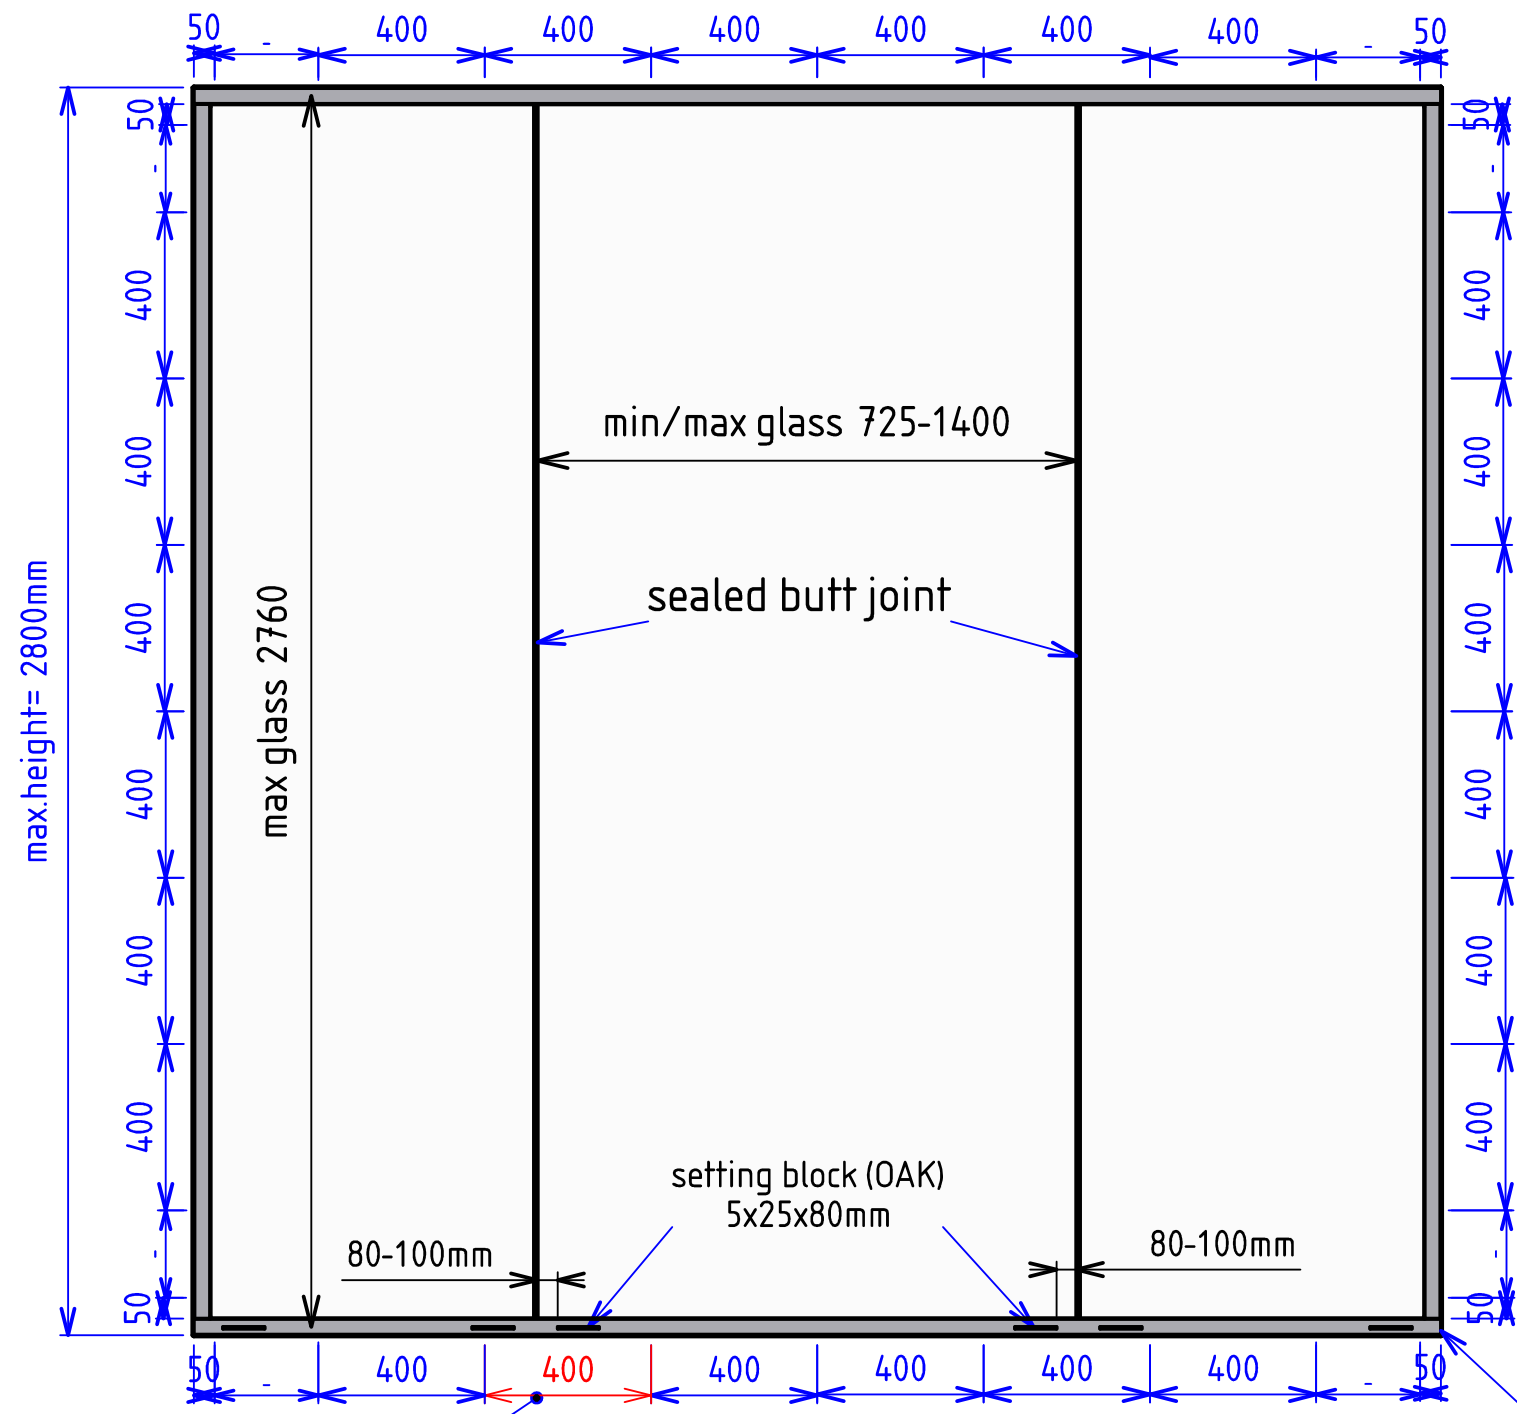 50 - 400 400 400 400 400 400 - 50
50 50
- -
400 400
400 400
min/max glass 725-1400
400 400
sealed butt joint
max.height= 2800mm
max glass 2760
400 400
400 400
400 400
setting block (OAK)
5x25x80mm
80-100mm 80-100mm
- -
50 50
50 - 400 400 400 400 400 400 - 50